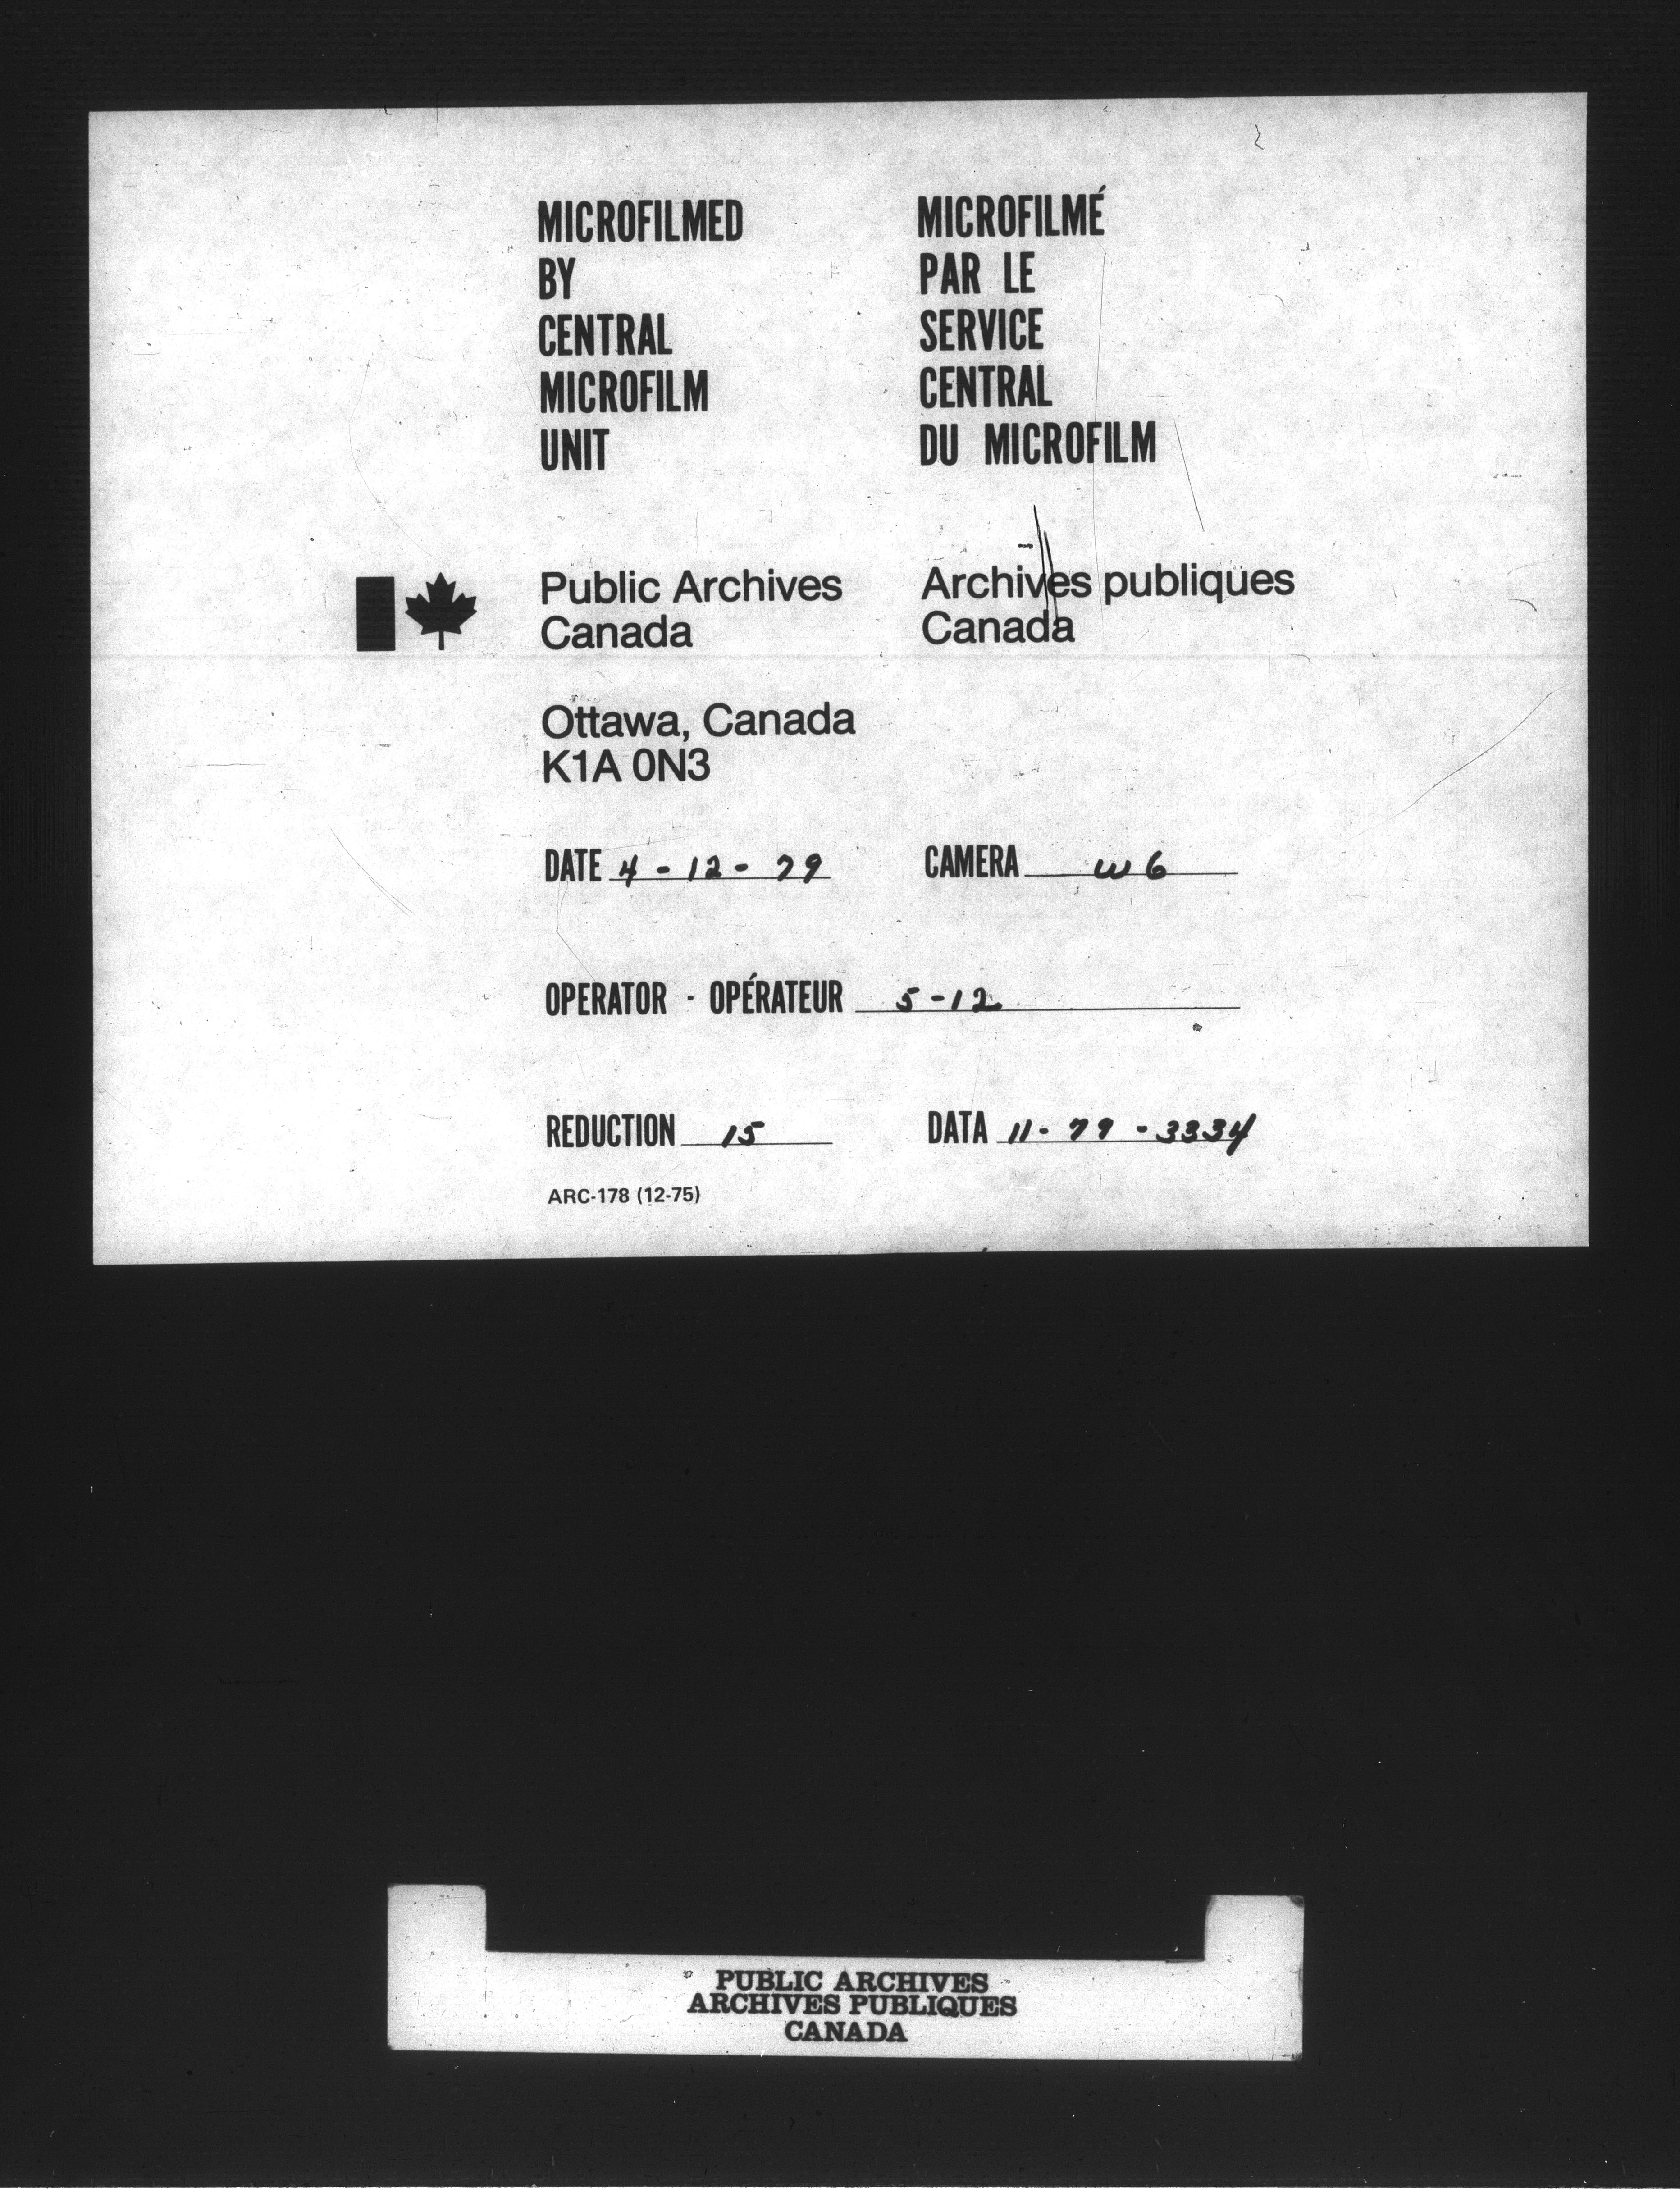 MICROFILMED
BY
CENTRAL
MICROFILM
UNIT
MICROFILMÉ
PAR LE
SERVICE
CENTRAL
DU MICROFILM
Public Archives
Canada
Archives publiques
Canada
Ottawa, Canada
K1A 0N3
DATE 4-12-79
CAMERA W6
OPERATOR - OPÉRATEUR 5-12
REDUCTION 15
DATA 11-79-3334
ARC-178 (12-75)
PUBLIC ARCHIVES
ARCHIVES PUBLIQUES
CANADA